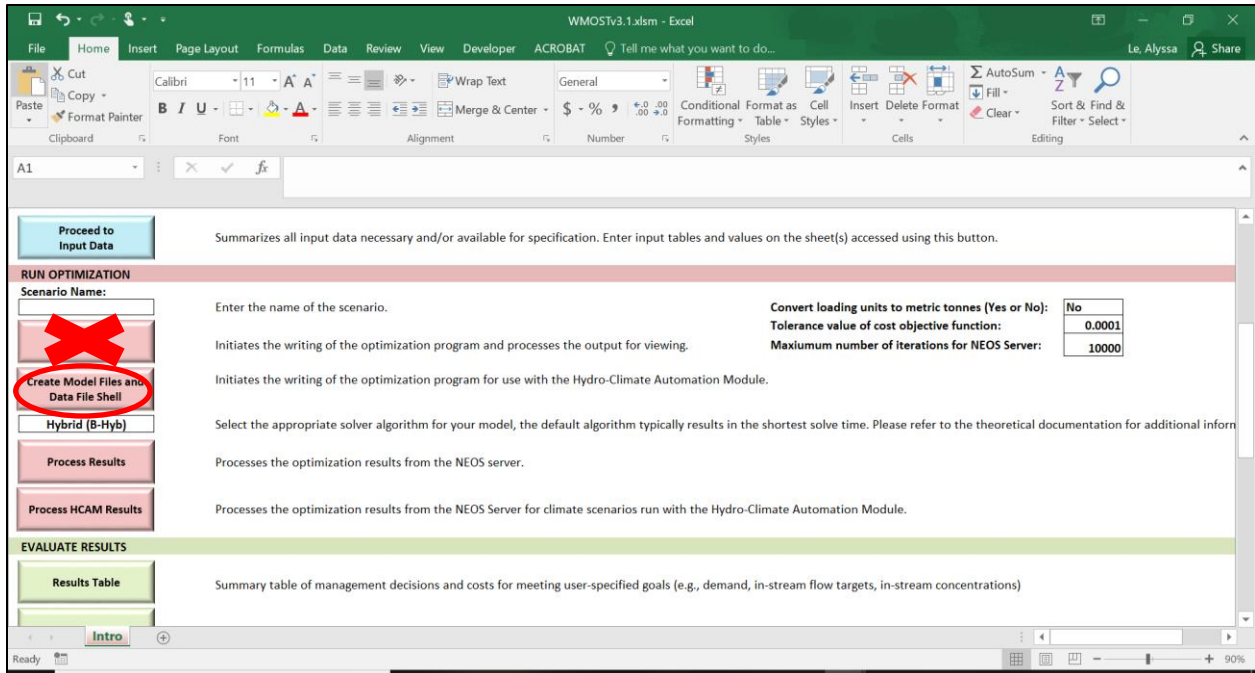 WMOSTv3.1.xlsm - Excel
File Home Insert Page Layout Formulas Data Review View Developer ACROBAT Tell me what you want to do... Le, Alyssa Share
Cut
Copy
Format Painter
Paste
Clipboard
Calibri 11 A A
B I U A
Font
Wrap Text
Merge & Center
Alignment
General
$ % , .0 .00 .00 .0
Number
Conditional Formatting
Format as Table
Cell Styles
Styles
Insert Delete Format
Cells
AutoSum
Fill
Clear
Sort & Filter
Find & Select
Editing
A1 fx
Proceed to
Input Data
Summarizes all input data necessary and/or available for specification. Enter input tables and values on the sheet(s) accessed using this button.
RUN OPTIMIZATION
Scenario Name:
Enter the name of the scenario.
Convert loading units to metric tonnes (Yes or No): No
Tolerance value of cost objective function: 0.0001
Initiates the writing of the optimization program and processes the output for viewing.
Maxiumum number of iterations for NEOS Server: 10000
Create Model Files and
Data File Shell
Initiates the writing of the optimization program for use with the Hydro-Climate Automation Module.
Hybrid (B-Hyb)
Select the appropriate solver algorithm for your model, the default algorithm typically results in the shortest solve time. Please refer to the theoretical documentation for additional inforn
Process Results
Processes the optimization results from the NEOS server.
Process HCAM Results
Processes the optimization results from the NEOS Server for climate scenarios run with the Hydro-Climate Automation Module.
EVALUATE RESULTS
Results Table
Summary table of management decisions and costs for meeting user-specified goals (e.g., demand, in-stream flow targets, in-stream concentrations)
Intro
Ready 90%